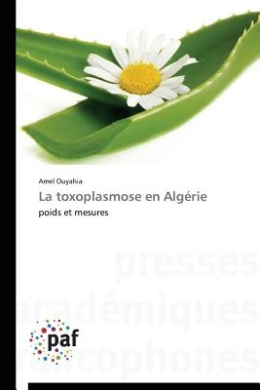 Amel Ouyahia
La toxoplasmose en Algérie
poids et mesures
presses
académiques
francophones
paf